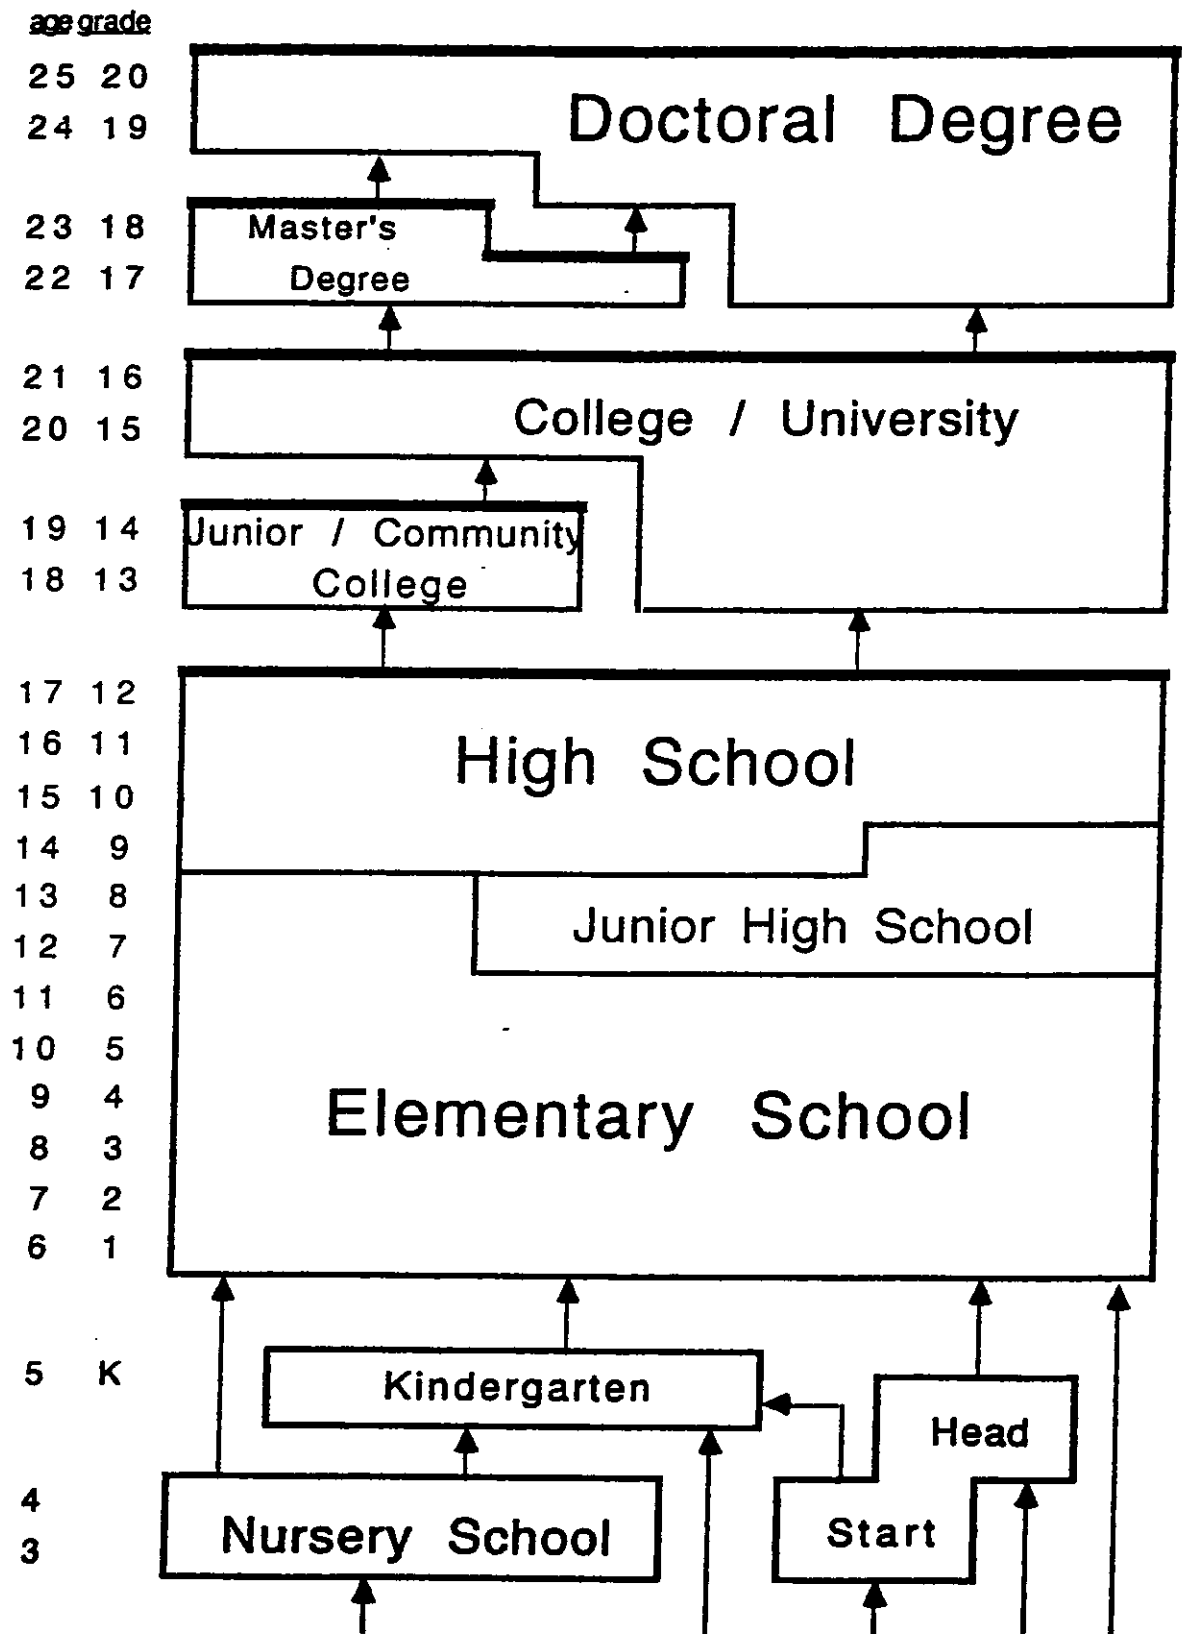 age grade
25 20
Doctoral Degree
24 19
23 18
Master's
22 17
Degree
21 16
College / University
20 15
19 14
Junior / Community
18 13
College
17 12
16 11
High School
15 10
14 9
13 8
Junior High School
12 7
11 6
10 5
9 4
Elementary School
8 3
7 2
6 1
5 K
Kindergarten
Head
4
Nursery School
Start
3